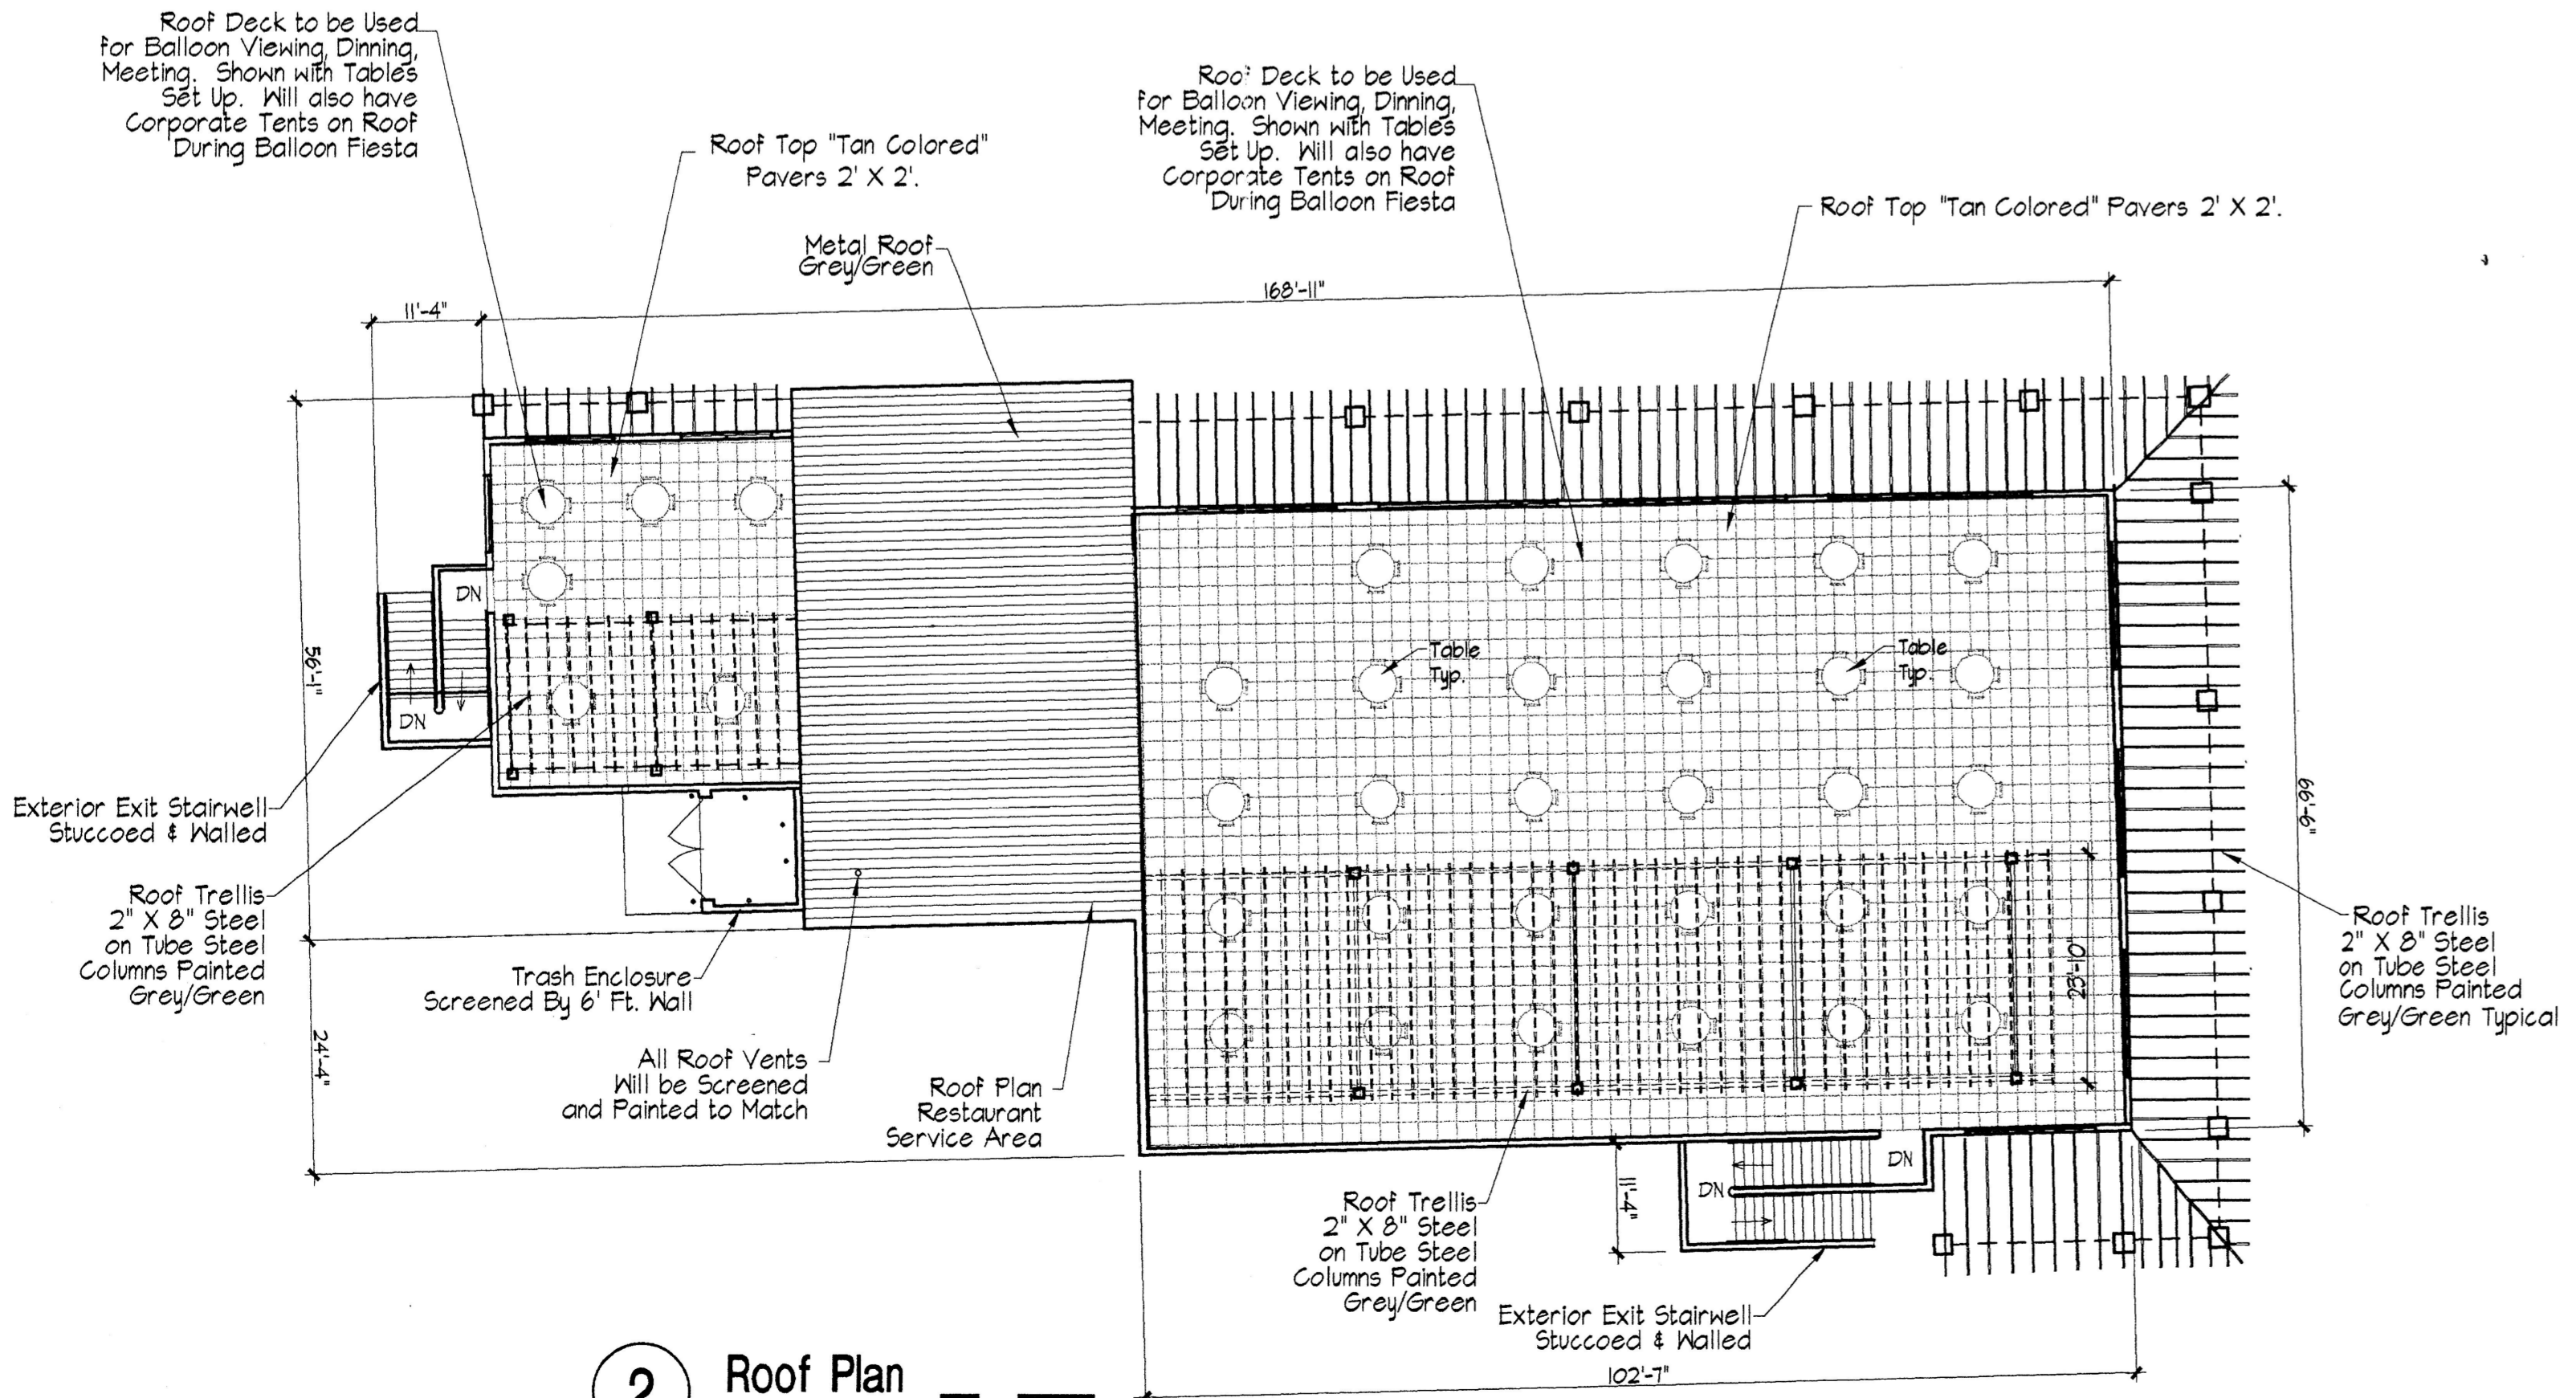 Roof Deck to be Used
for Balloon Viewing, Dinning,
Meeting. Shown with Tables
Set Up. Will also have
Corporate Tents on Roof
During Balloon Fiesta
Roof Top "Tan Colored"
Pavers 2' X 2'.
Metal Roof
Grey/Green
Roof Deck to be Used
for Balloon Viewing, Dinning,
Meeting. Shown with Tables
Set Up. Will also have
Corporate Tents on Roof
During Balloon Fiesta
Roof Top "Tan Colored" Pavers 2' X 2'.
11'-4"
168'-11"
DN
DN
56'-1"
Table
Typ.
Table
Typ.
66'-6"
23'-10"
Exterior Exit Stairwell
Stuccoed & Walled
Roof Trellis
2" X 8" Steel
on Tube Steel
Columns Painted
Grey/Green
24'-4"
Trash Enclosure
Screened By 6' Ft. Wall
All Roof Vents
Will be Screened
and Painted to Match
Roof Plan
Restaurant
Service Area
Roof Trellis
2" X 8" Steel
on Tube Steel
Columns Painted
Grey/Green Typical
DN
DN
11'-4"
Roof Trellis
2" X 8" Steel
on Tube Steel
Columns Painted
Grey/Green
Exterior Exit Stairwell
Stuccoed & Walled
102'-7"
2
Roof Plan